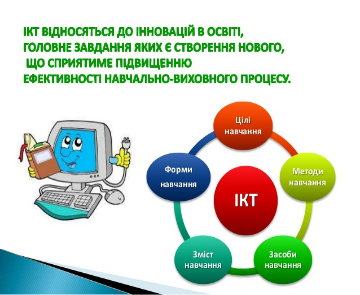 ІКТ ВІДНОСЯТЬСЯ ДО ІННОВАЦІЙ В ОСВІТІ,
ГОЛОВНЕ ЗАВДАННЯ ЯКИХ Є СТВОРЕННЯ НОВОГО,
ЩО СПРИЯТИМЕ ПІДВИЩЕННЮ
ЕФЕКТИВНОСТІ НАВЧАЛЬНО-ВИХОВНОГО ПРОЦЕСУ.
Цілі
навчання
Форми
навчання
Методи
навчання
ІКТ
Зміст
навчання
Засоби
навчання